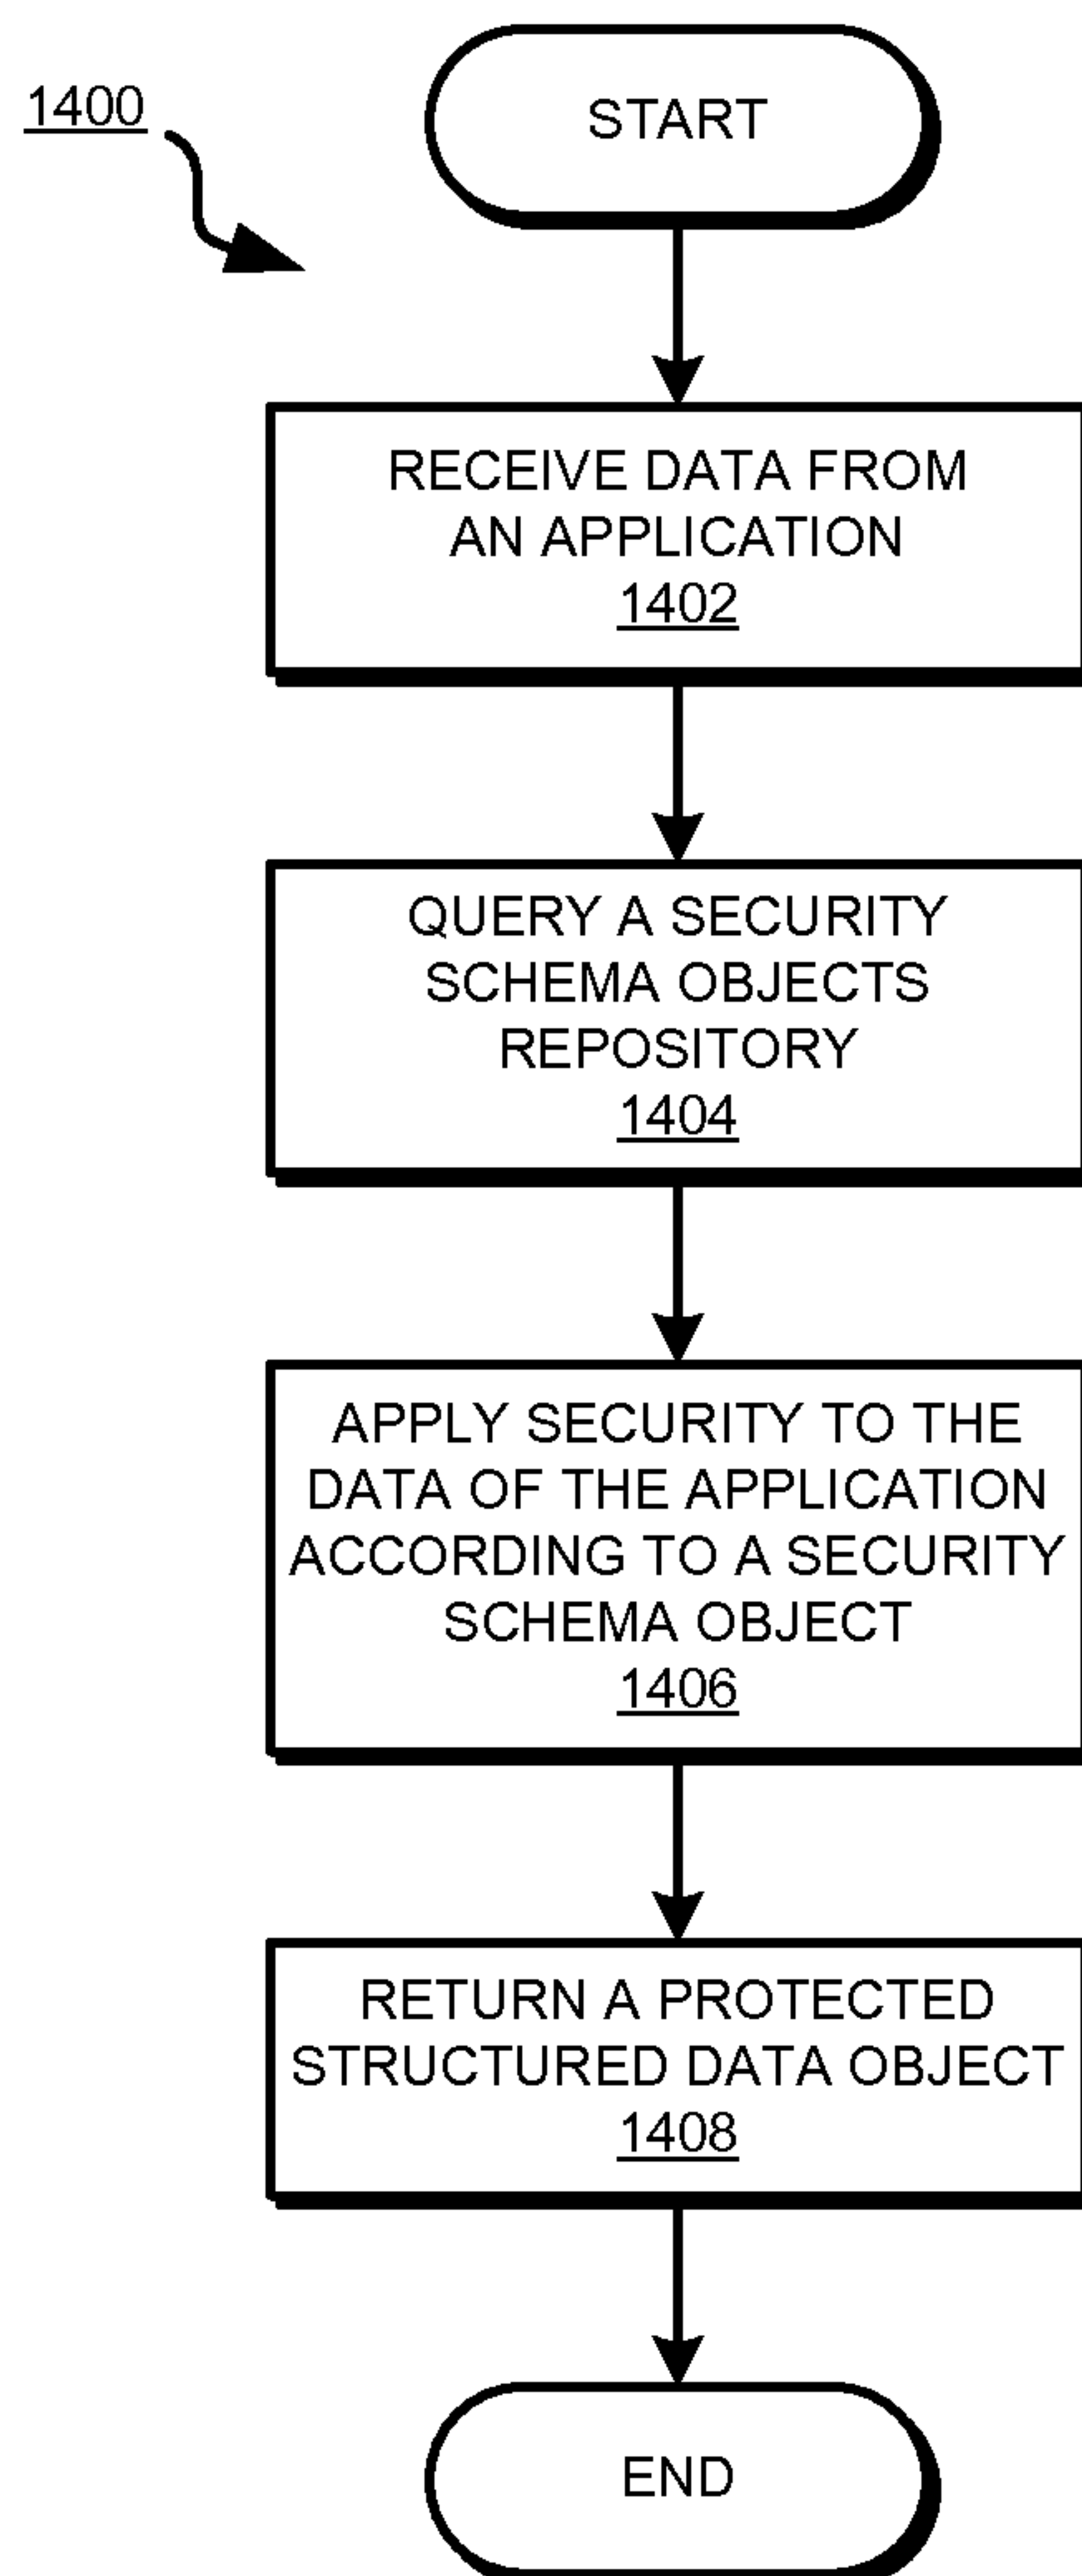 1400
START
RECEIVE DATA FROM
AN APPLICATION
1402
QUERY A SECURITY
SCHEMA OBJECTS
REPOSITORY
1404
APPLY SECURITY TO THE
DATA OF THE APPLICATION
ACCORDING TO A SECURITY
SCHEMA OBJECT
1406
RETURN A PROTECTED
STRUCTURED DATA OBJECT
1408
END